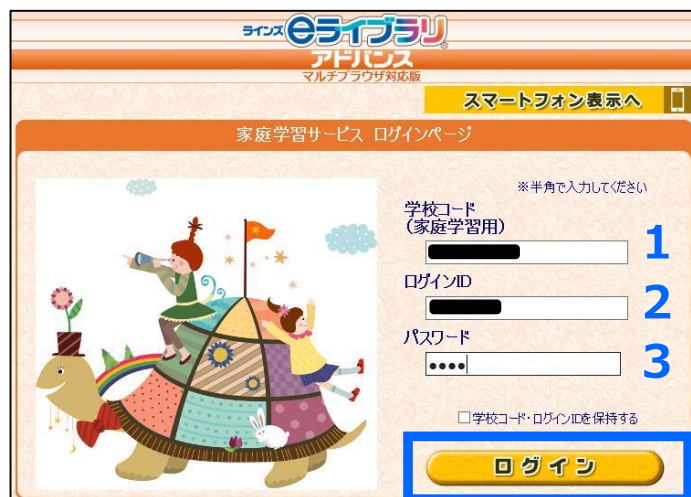 ラインズeライブラリ
アドバンス
マルチブラウザ対応版
スマートフォン表示へ
家庭学習サービス ログインページ
※半角で入力してください
学校コード
(家庭学習用)
1
ログインID
2
パスワード
●●●●
3
学校コード・ログインIDを保持する
ログイン